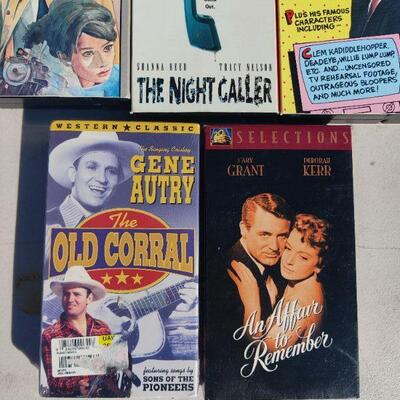 Out.
SHANNA REED TRACY NELSON
THE NIGHT CALLER
PLUS HIS FAMOUS
CHARACTERS
INCLUDING
CLEM KADIDDLEHOPPER,
DEADEYE, WILLIE LUMP LUMP,
ETC. AND... UNCENSORED
TV REHEARSAL FOOTAGE,
OUTRAGEOUS BLOOPERS
AND MUCH MORE!
WESTERN ★ CLASSIC
The Singing Cowboy
GENE
AUTRY
The
OLD CORRAL
featuring songs by
SONS OF THE
PIONEERS
SELECTIONS
CARY
GRANT
DEBORAH
KERR
An Affair
to
Remember